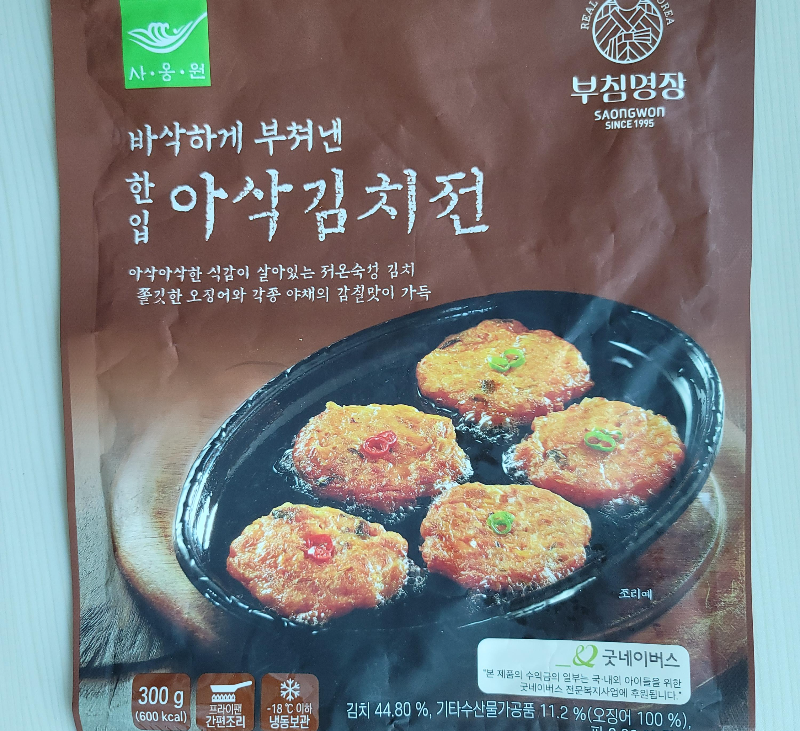 사·옹·원
REAL
KOREA
부침명장
SAONGWON
SINCE 1995
바삭하게 부쳐낸
한입 아삭김치전
아삭아삭한 식감이 살아있는 저온숙성 김치
쫄깃한 오징어와 각종 야채의 감칠맛이 가득
조리예
굿네이버스
"본 제품의 수익금의 일부는 국·내외 아이들을 위한
굿네이버스 전문복지사업에 후원됩니다."
300 g
(600 kcal)
프라이팬
간편조리
-18 ℃ 이하
냉동보관
김치 44.80 %, 기타수산물가공품 11.2 %(오징어 100 %),